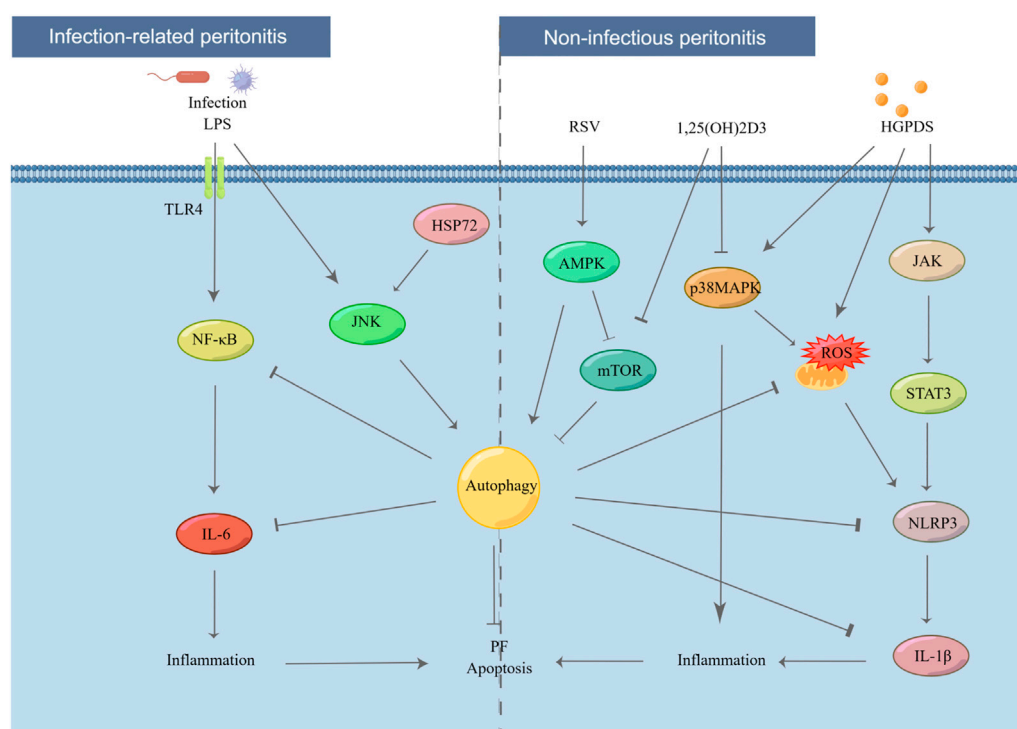 Infection-related peritonitis
Non-infectious peritonitis
Infection
LPS
RSV
1,25(OH)2D3
HGPDS
TLR4
HSP72
AMPK
p38MAPK
JAK
JNK
NF-κB
mTOR
ROS
STAT3
Autophagy
IL-6
NLRP3
Inflammation
PF
Apoptosis
Inflammation
IL-1β